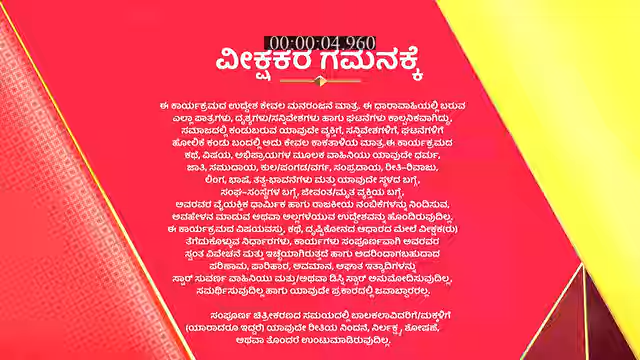 00:00:04.960
ವೀಕ್ಷಕರ ಗಮನಕ್ಕೆ
ಈ ಕಾರ್ಯಕ್ರಮದ ಉದ್ದೇಶ ಕೇವಲ ಮನರಂಜನೆ ಮಾತ್ರ. ಈ ಧಾರಾವಾಹಿಯಲ್ಲಿ ಬರುವ
ಎಲ್ಲಾ ಪಾತ್ರಗಳು, ದೃಶ್ಯಗಳು/ಸನ್ನಿವೇಶಗಳು ಹಾಗು ಘಟನೆಗಳು ಕಾಲ್ಪನಿಕವಾಗಿದ್ದು,
ಸಮಾಜದಲ್ಲಿ ಕಂಡುಬರುವ ಯಾವುದೇ ವ್ಯಕ್ತಿಗೆ, ಸನ್ನಿವೇಶಗಳಿಗೆ, ಘಟನೆಗಳಿಗೆ
ಹೋಲಿಕೆ ಕಂಡು ಬಂದಲ್ಲಿ ಅದು ಕೇವಲ ಕಾಕತಾಳೀಯ ಮಾತ್ರ.ಈ ಕಾರ್ಯಕ್ರಮದ
ಕಥೆ, ವಿಷಯ, ಅಭಿಪ್ರಾಯಗಳ ಮೂಲಕ ವಾಹಿನಿಯು ಯಾವುದೇ ಧರ್ಮ,
ಜಾತಿ, ಸಮುದಾಯ, ಕುಲ/ಪಂಗಡ/ವರ್ಗ, ಸಂಪ್ರದಾಯ, ರೀತಿ-ರಿವಾಜು,
ಲಿಂಗ, ಭಾಷೆ, ತತ್ವ-ಭಾವನೆಗಳು ಮತ್ತು ಯಾವುದೇ ಸ್ಥಳದ ಬಗ್ಗೆ,
ಸಂಘ-ಸಂಸ್ಥೆಗಳ ಬಗ್ಗೆ, ಜೀವಂತ/ಮೃತ ವ್ಯಕ್ತಿಯ ಬಗ್ಗೆ,
ಅವರವರ ವೈಯಕ್ತಿಕ ಧಾರ್ಮಿಕ ಹಾಗು ರಾಜಕೀಯ ನಂಬಿಕೆಗಳನ್ನು ನಿಂದಿಸುವ,
ಅವಹೇಳನ ಮಾಡುವ ಅಥವಾ ಅಲ್ಲಗಳೆಯುವ ಉದ್ದೇಶವನ್ನು ಹೊಂದಿರುವುದಿಲ್ಲ.
ಈ ಕಾರ್ಯಕ್ರಮದ ವಿಷಯವಸ್ತು, ಕಥೆ, ದೃಷ್ಟಿಕೋನದ ಆಧಾರದ ಮೇಲೆ ವೀಕ್ಷಕ(ರು)
ತೆಗೆದುಕೊಳ್ಳುವ ನಿರ್ಧಾರಗಳು, ಕಾರ್ಯಗಳು ಸಂಪೂರ್ಣವಾಗಿ ಅವರವರ
ಸ್ವಂತ ವಿವೇಚನೆ ಮತ್ತು ಇಚ್ಛೆಯಾಗಿರುತ್ತದೆ ಹಾಗು ಅದರಿಂದಾಗಬಹುದಾದ
ಪರಿಣಾಮ, ಪಾರಿಹಾರ, ಅವಮಾನ, ಆಘಾತ ಇತ್ಯಾದಿಗಳನ್ನು
ಸ್ಟಾರ್ ಸುವರ್ಣ ವಾಹಿನಿಯು ಮತ್ತು/ಅಥವಾ ಡಿಸ್ನಿ ಸ್ಟಾರ್ ಅನುಮೋದಿಸುವುದಿಲ್ಲ,
ಸಮರ್ಥಿಸುವುದಿಲ್ಲ ಹಾಗು ಯಾವುದೇ ಪ್ರಕಾರದಲ್ಲಿ ಜವಾಬ್ದಾರರಲ್ಲ.
ಸಂಪೂರ್ಣ ಚಿತ್ರೀಕರಣದ ಸಮಯದಲ್ಲಿ ಬಾಲಕಲಾವಿದರಿಗೆ/ಮಕ್ಕಳಿಗೆ
(ಯಾರಾದರೂ ಇದ್ದರೆ) ಯಾವುದೇ ರೀತಿಯ ನಿಂದನೆ, ನಿರ್ಲಕ್ಷ್ಯ, ಶೋಷಣೆ,
ಅಥವಾ ತೊಂದರೆ ಉಂಟುಮಾಡಿರುವುದಿಲ್ಲ.